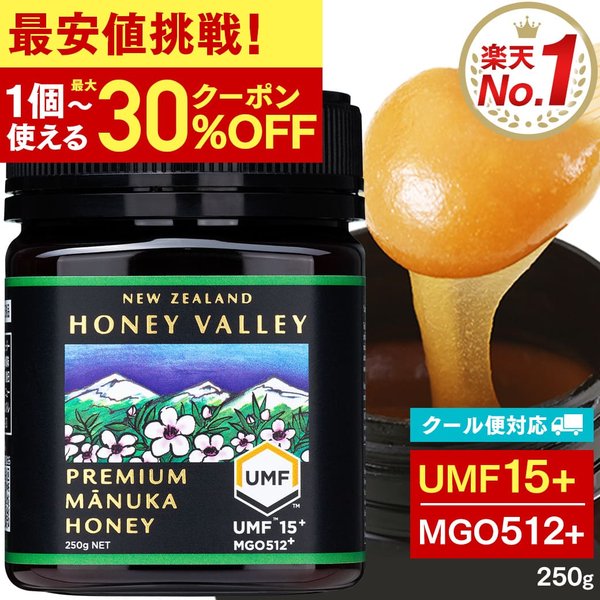 最安値挑戦!
1個~
使える
最大
30
クーポン
%OFF
楽天
No.1
NEW ZEALAND
HONEY VALLEY
PREMIUM
MĀNUKA
HONEY
250g NET
UMF
TM
UMF™15+
MGO512+
クール便対応
UMF15+
MGO512+
250g